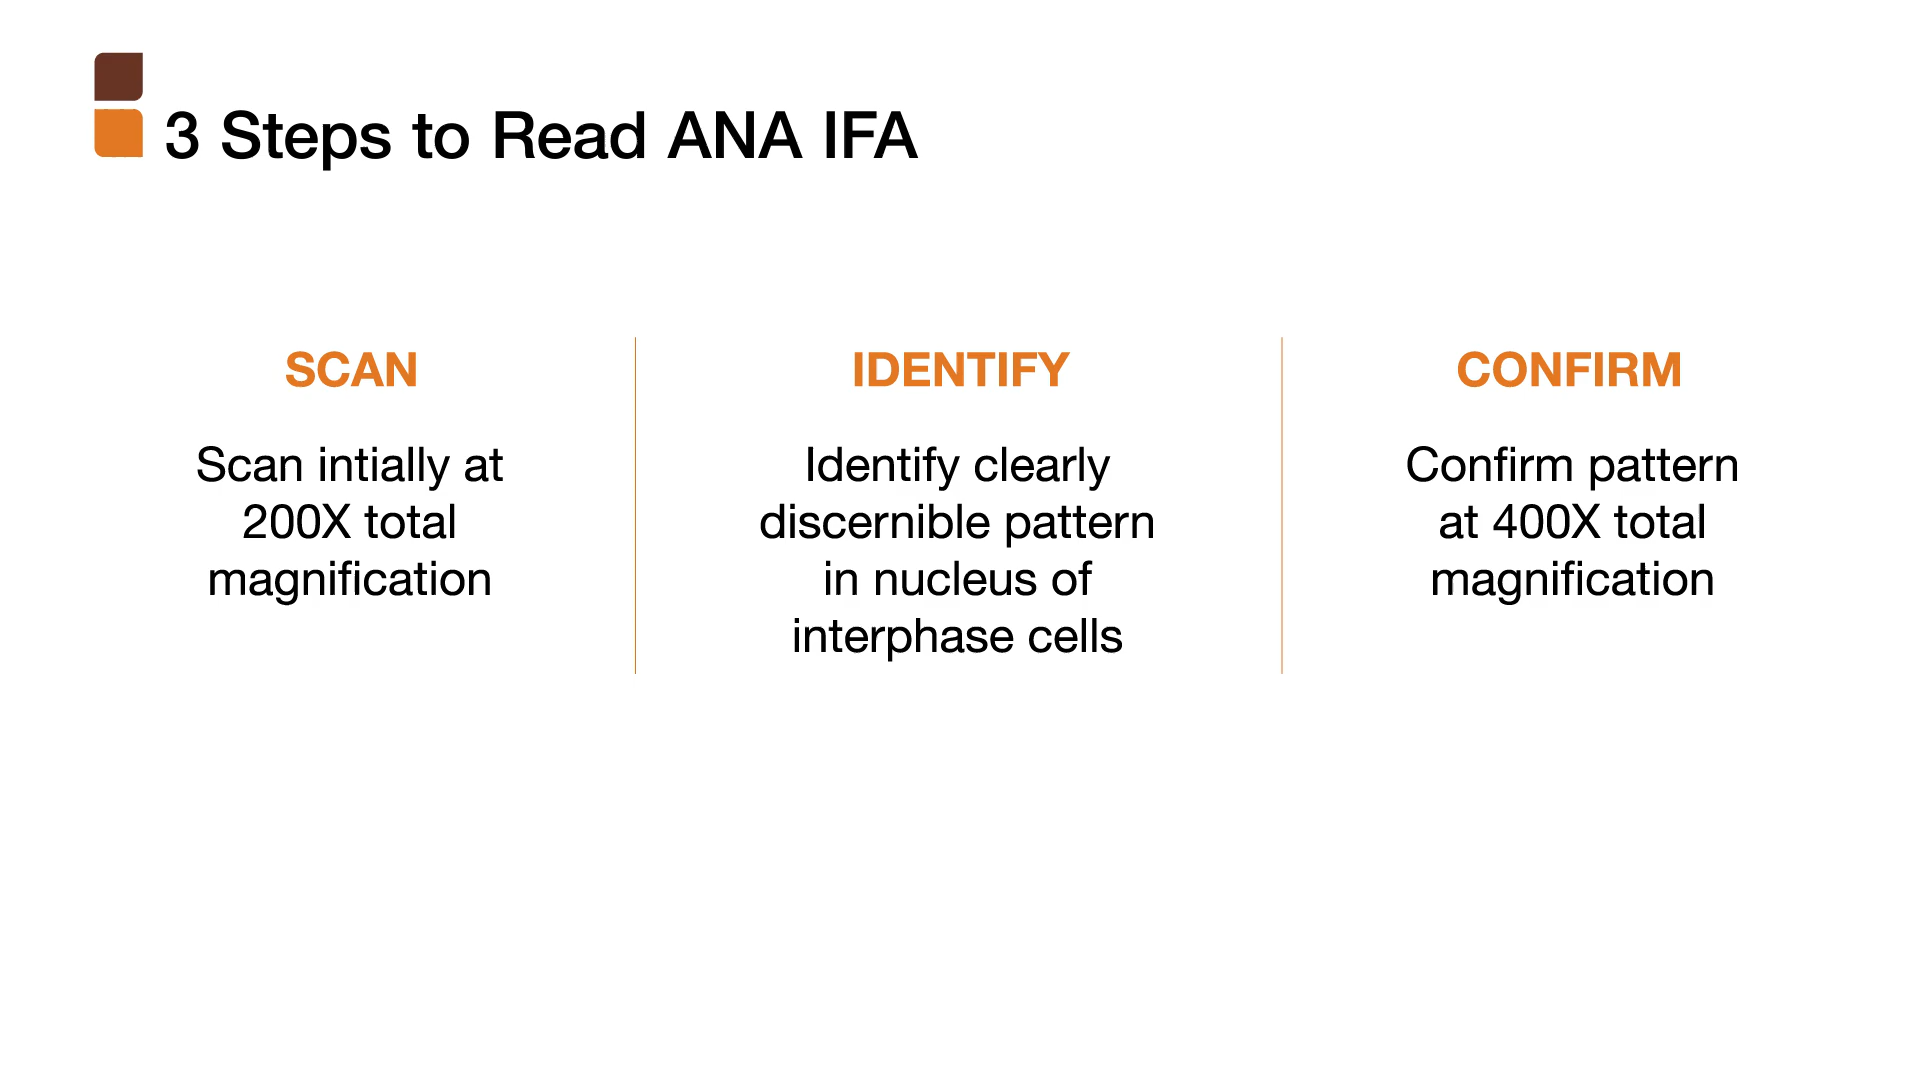 3 Steps to Read ANA IFA
SCAN
Scan intially at
200X total
magnification
IDENTIFY
Identify clearly
discernible pattern
in nucleus of
interphase cells
CONFIRM
Confirm pattern
at 400X total
magnification